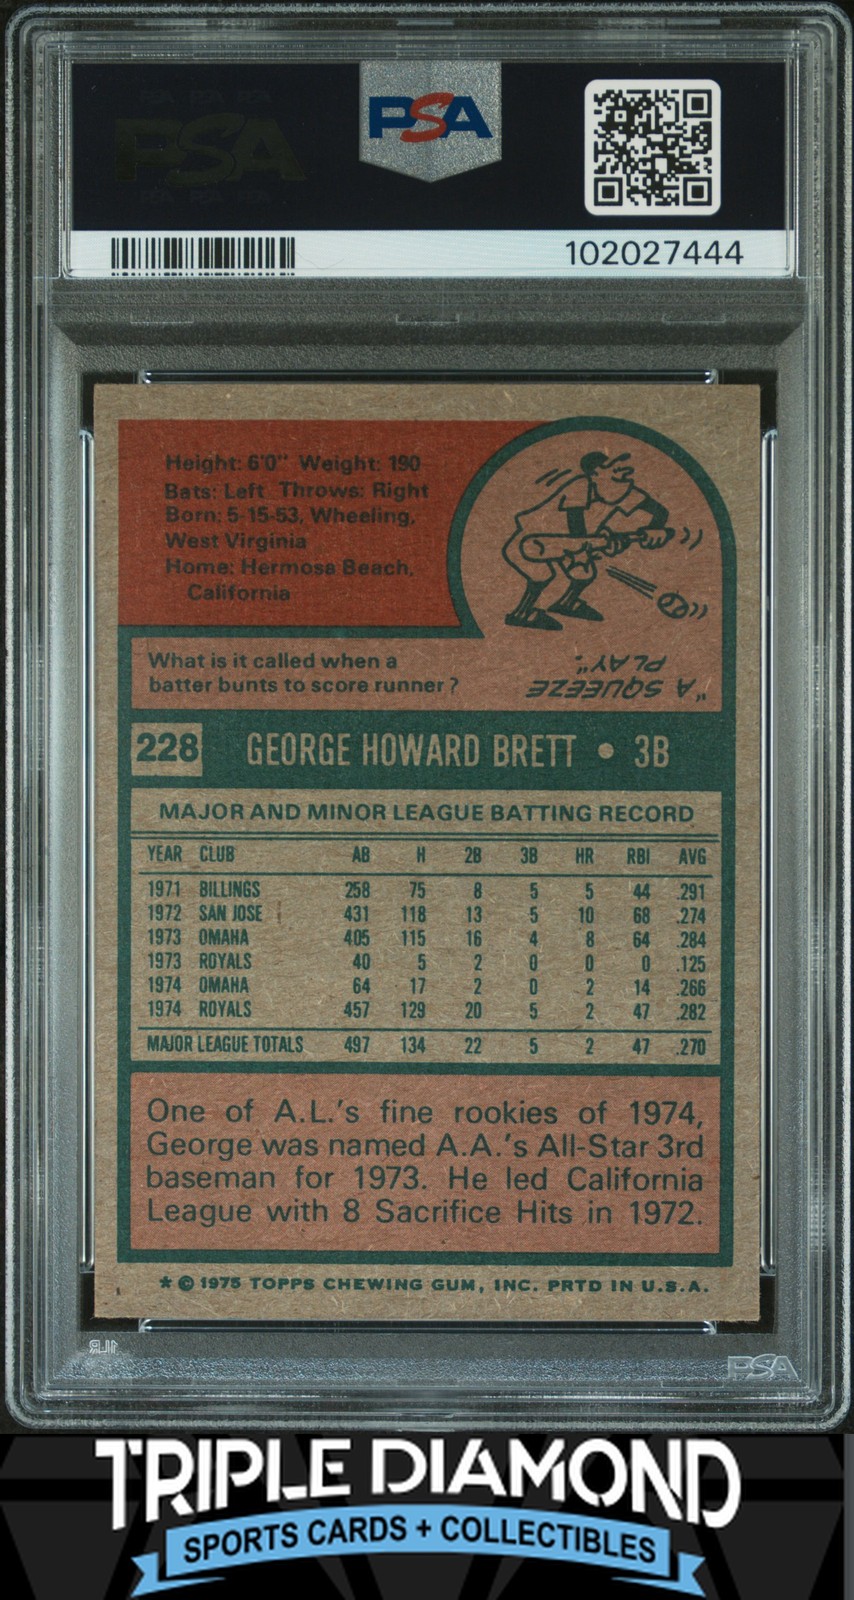 PSA
PSA
102027444
Height: 6'0" Weight: 190
Bats: Left Throws: Right
Born: 5-15-53, Wheeling,
West Virginia
Home: Hermosa Beach,
California
What is it called when a
batter bunts to score runner?
"A SQUEEZE
PLAY".
228 GEORGE HOWARD BRETT • 3B
MAJOR AND MINOR LEAGUE BATTING RECORD
YEAR CLUB AB H 2B 3B HR RBI AVG
1971 BILLINGS 258 75 8 5 5 44 .291
1972 SAN JOSE 431 118 13 5 10 68 .274
1973 OMAHA 405 115 16 4 8 64 .284
1973 ROYALS 40 5 2 0 0 0 .125
1974 OMAHA 64 17 2 0 2 14 .266
1974 ROYALS 457 129 20 5 2 47 .282
MAJOR LEAGUE TOTALS 497 134 22 5 2 47 .270
One of A.L.'s fine rookies of 1974,
George was named A.A.'s All-Star 3rd
baseman for 1973. He led California
League with 8 Sacrifice Hits in 1972.
* © 1975 TOPPS CHEWING GUM, INC. PRTD IN U.S.A.
PSA
TRIPLE DIAMOND
SPORTS CARDS + COLLECTIBLES